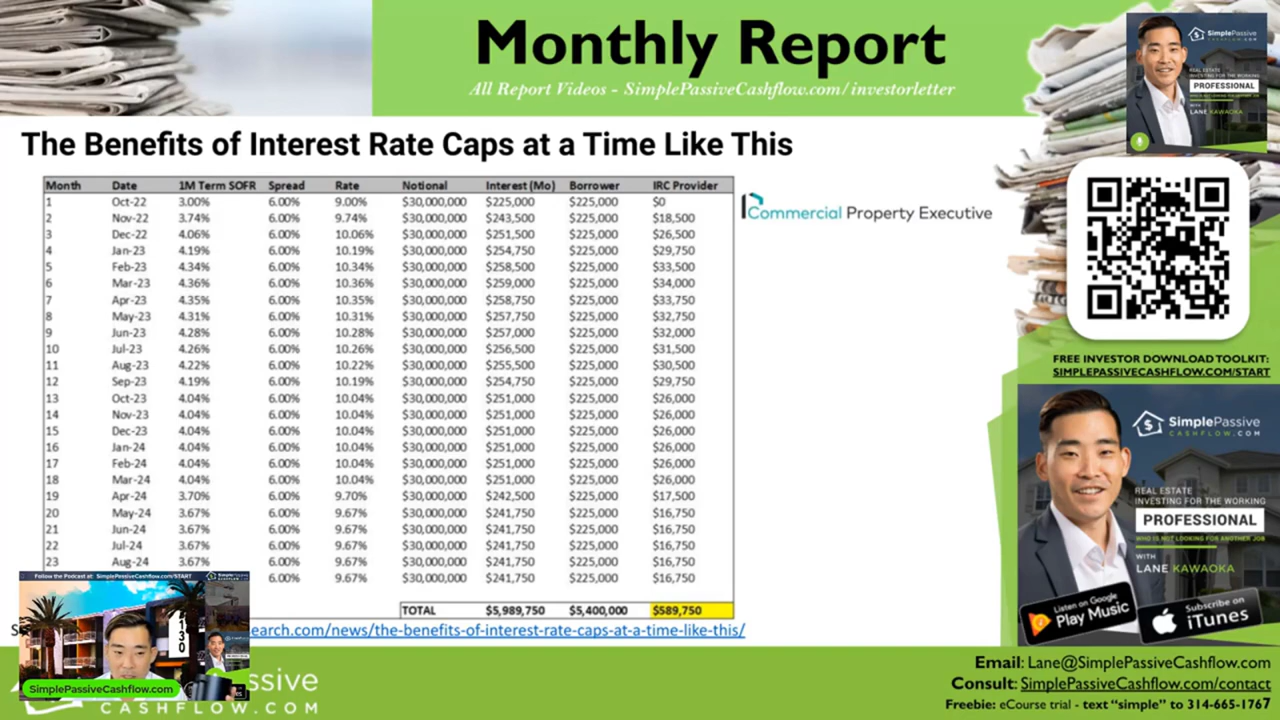 Monthly Report
All Report Videos - SimplePassiveCashflow.com/investorletter
The Benefits of Interest Rate Caps at a Time Like This
Month Date 1M Term SOFR Spread Rate Notional Interest (Mo) Borrower IRC Provider
1 Oct-22 3.00% 6.00% 9.00% $30,000,000 $225,000 $225,000 $0
2 Nov-22 3.74% 6.00% 9.74% $30,000,000 $243,500 $225,000 $18,500
3 Dec-22 4.06% 6.00% 10.06% $30,000,000 $251,500 $225,000 $26,500
4 Jan-23 4.19% 6.00% 10.19% $30,000,000 $254,750 $225,000 $29,750
5 Feb-23 4.34% 6.00% 10.34% $30,000,000 $258,500 $225,000 $33,500
6 Mar-23 4.36% 6.00% 10.36% $30,000,000 $259,000 $225,000 $34,000
7 Apr-23 4.35% 6.00% 10.35% $30,000,000 $258,750 $225,000 $33,750
8 May-23 4.31% 6.00% 10.31% $30,000,000 $257,750 $225,000 $32,750
9 Jun-23 4.28% 6.00% 10.28% $30,000,000 $257,000 $225,000 $32,000
10 Jul-23 4.26% 6.00% 10.26% $30,000,000 $256,500 $225,000 $31,500
11 Aug-23 4.22% 6.00% 10.22% $30,000,000 $255,500 $225,000 $30,500
12 Sep-23 4.19% 6.00% 10.19% $30,000,000 $254,750 $225,000 $29,750
13 Oct-23 4.04% 6.00% 10.04% $30,000,000 $251,000 $225,000 $26,000
14 Nov-23 4.04% 6.00% 10.04% $30,000,000 $251,000 $225,000 $26,000
15 Dec-23 4.04% 6.00% 10.04% $30,000,000 $251,000 $225,000 $26,000
16 Jan-24 4.04% 6.00% 10.04% $30,000,000 $251,000 $225,000 $26,000
17 Feb-24 4.04% 6.00% 10.04% $30,000,000 $251,000 $225,000 $26,000
18 Mar-24 4.04% 6.00% 10.04% $30,000,000 $251,000 $225,000 $26,000
19 Apr-24 3.70% 6.00% 9.70% $30,000,000 $242,500 $225,000 $17,500
20 May-24 3.67% 6.00% 9.67% $30,000,000 $241,750 $225,000 $16,750
21 Jun-24 3.67% 6.00% 9.67% $30,000,000 $241,750 $225,000 $16,750
22 Jul-24 3.67% 6.00% 9.67% $30,000,000 $241,750 $225,000 $16,750
23 Aug-24 3.67% 6.00% 9.67% $30,000,000 $241,750 $225,000 $16,750
6.00% 9.67% $30,000,000 $241,750 $225,000 $16,750
TOTAL $5,989,750 $5,400,000 $589,750
earch.com/news/the-benefits-of-interest-rate-caps-at-a-time-like-this/
Commercial Property Executive
Follow the Podcast at: SimplePassiveCashflow.com/START
1130
SimplePassiveCashflow.com
ssive
CASHFLOW.COM
SimplePassive
CASHFLOW.COM
REAL ESTATE
INVESTING FOR THE WORKING
PROFESSIONAL
WITH
LANE KAWAOKA
FREE INVESTOR DOWNLOAD TOOLKIT:
SIMPLEPASSIVECASHFLOW.COM/START
SimplePassive
CASHFLOW.COM
REAL ESTATE
INVESTING FOR THE WORKING
PROFESSIONAL
WHO IS NOT LOOKING FOR ANOTHER JOB
WITH
LANE KAWAOKA
Listen on Google
Play Music
Subscribe on
iTunes
Email: Lane@SimplePassiveCashflow.com
Consult: SimplePassiveCashflow.com/contact
Freebie: eCourse trial - text “simple” to 314-665-1767